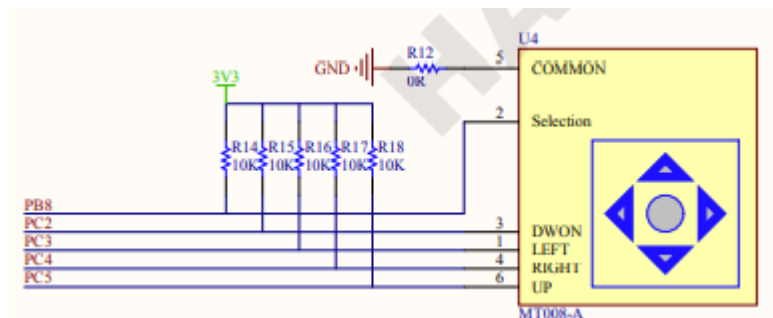 U4
R12
GND
0R
5
COMMON
3V3
2
Selection
R14 R15 R16 R17 R18
10K 10K 10K 10K 10K
PB8
PC2
3
DWON
PC3
1
LEFT
PC4
4
RIGHT
PC5
6
UP
MT008-A
HA